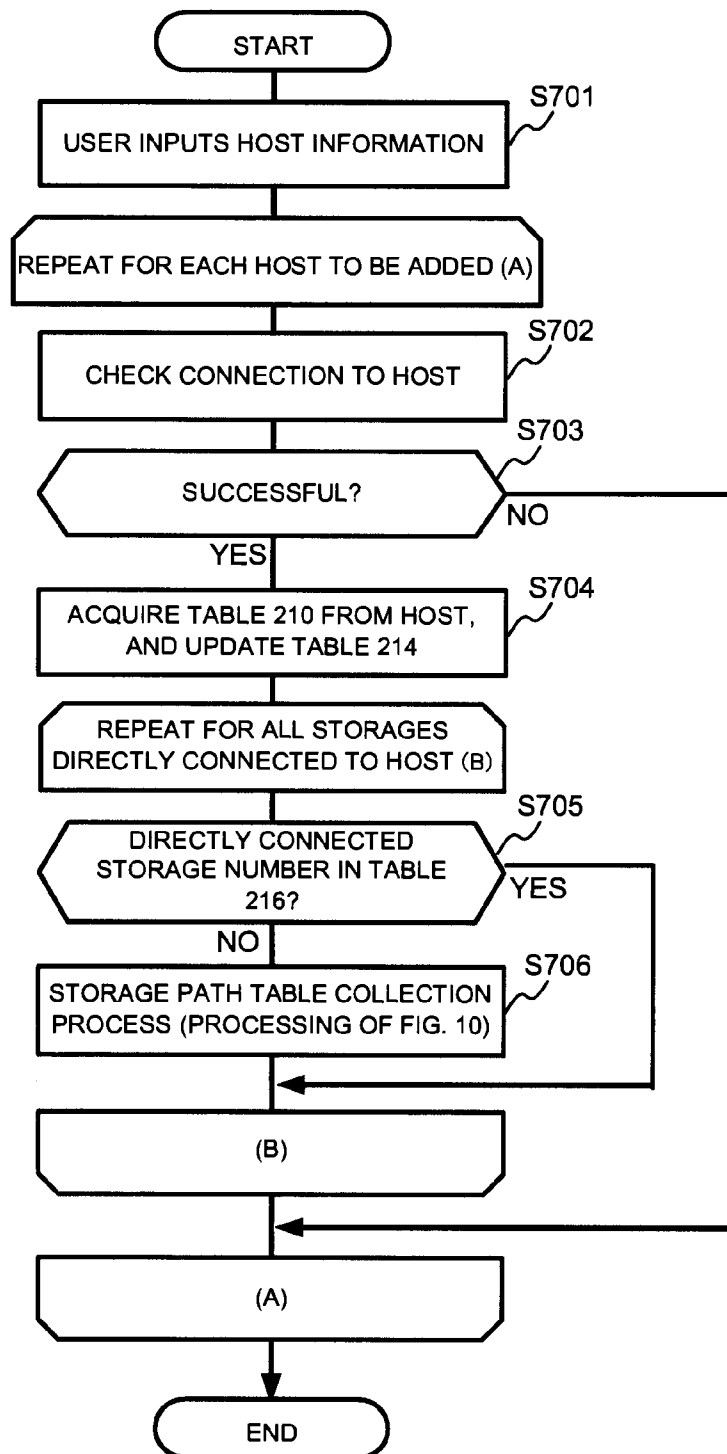 START
S701
USER INPUTS HOST INFORMATION
REPEAT FOR EACH HOST TO BE ADDED (A)
S702
CHECK CONNECTION TO HOST
S703
SUCCESSFUL?
NO
YES
S704
ACQUIRE TABLE 210 FROM HOST,
AND UPDATE TABLE 214
REPEAT FOR ALL STORAGES
DIRECTLY CONNECTED TO HOST (B)
S705
DIRECTLY CONNECTED
STORAGE NUMBER IN TABLE
216?
YES
NO
S706
STORAGE PATH TABLE COLLECTION
PROCESS (PROCESSING OF FIG. 10)
(B)
(A)
END